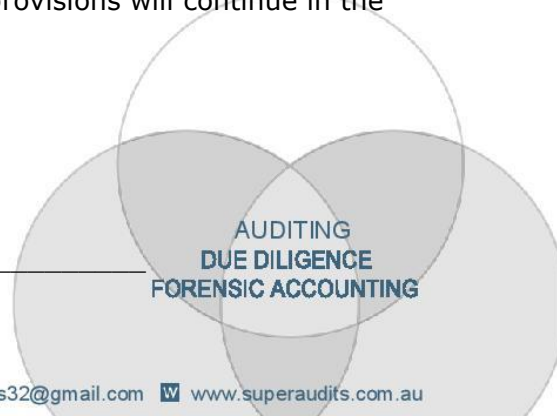 rovisions will continue in the
AUDITING
DUE DILIGENCE
FORENSIC ACCOUNTING
s32@gmail.com W www.superaudits.com.au